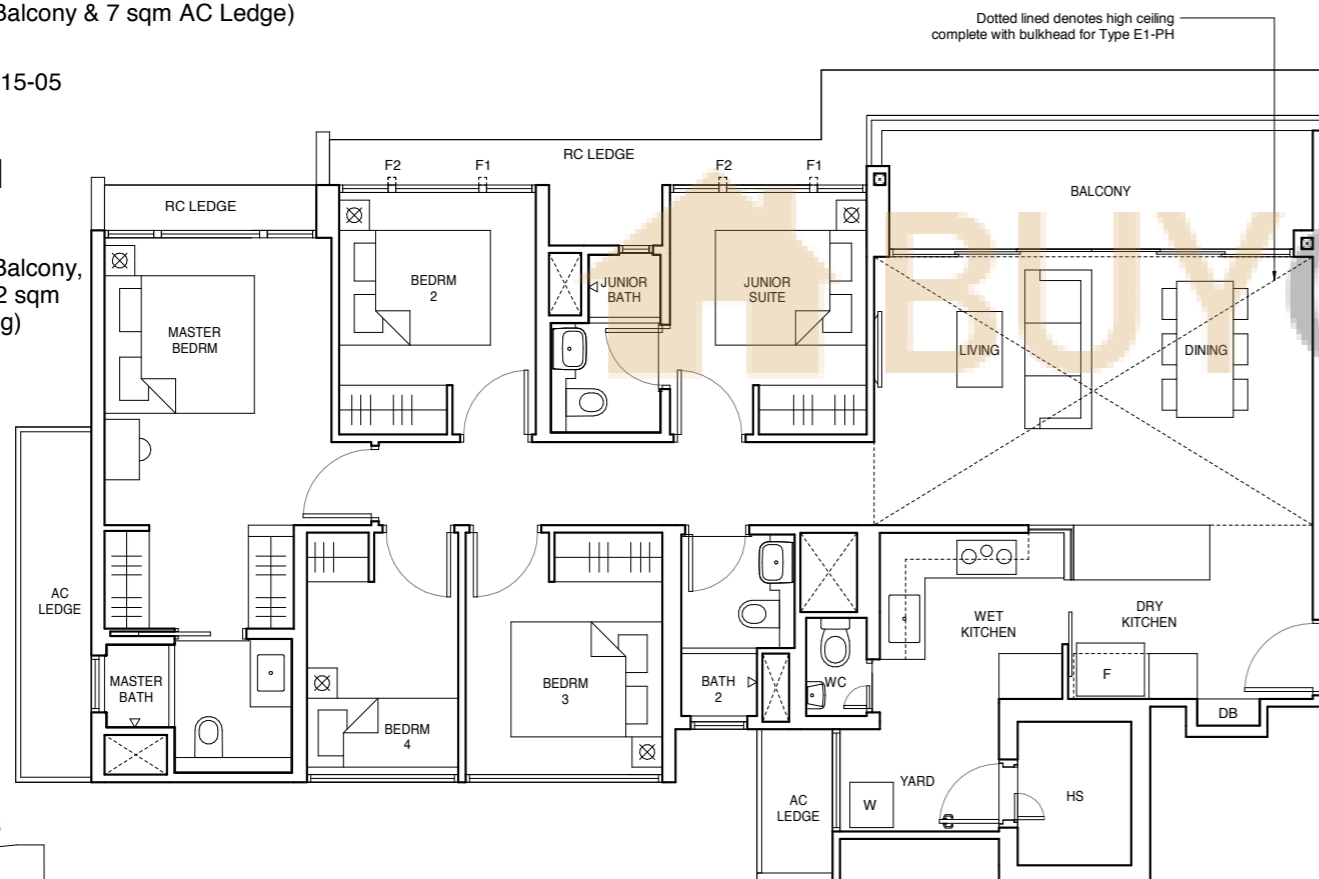 Balcony & 7 sqm AC Ledge)
Dotted lined denotes high ceiling
complete with bulkhead for Type E1-PH
15-05
RC LEDGE
F2
F1
F2
F1
BALCONY
RC LEDGE
Balcony,
2 sqm
g)
BUY
BEDRM
2
JUNIOR
BATH
JUNIOR
SUITE
MASTER
BEDRM
LIVING
DINING
AC
LEDGE
WET
KITCHEN
DRY
KITCHEN
MASTER
BATH
BEDRM
3
BATH
2
WC
F
DB
BEDRM
4
YARD
W
AC
LEDGE
HS